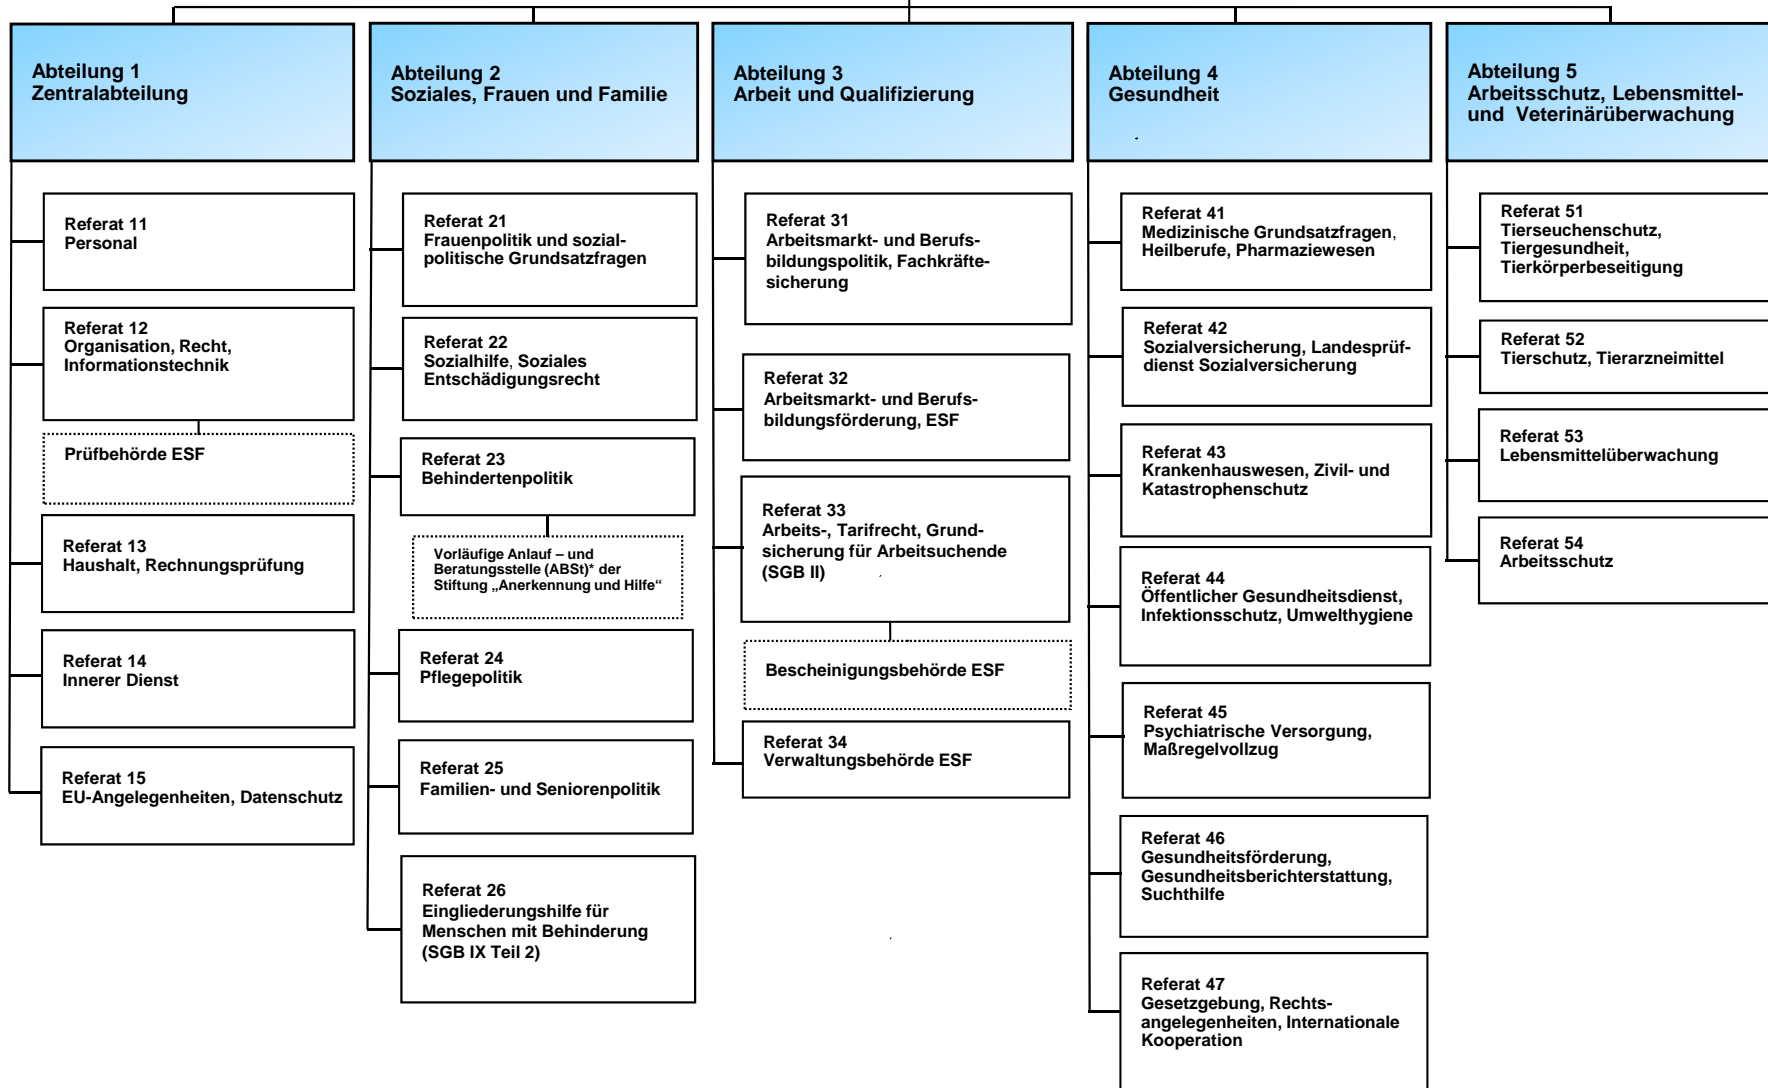 Abteilung 1
Zentralabteilung
Referat 11
Personal
Referat 12
Organisation, Recht,
Informationstechnik
Prüfbehörde ESF
Referat 13
Haushalt, Rechnungsprüfung
Referat 14
Innerer Dienst
Referat 15
EU-Angelegenheiten, Datenschutz
Abteilung 2
Soziales, Frauen und Familie
Referat 21
Frauenpolitik und sozial-
politische Grundsatzfragen
Referat 22
Sozialhilfe, Soziales
Entschädigungsrecht
Referat 23
Behindertenpolitik
Vorläufige Anlauf – und
Beratungsstelle (ABSt)* der
Stiftung „Anerkennung und Hilfe“
Referat 24
Pflegepolitik
Referat 25
Familien- und Seniorenpolitik
Referat 26
Eingliederungshilfe für
Menschen mit Behinderung
(SGB IX Teil 2)
Abteilung 3
Arbeit und Qualifizierung
Referat 31
Arbeitsmarkt- und Berufs-
bildungspolitik, Fachkräfte-
sicherung
Referat 32
Arbeitsmarkt- und Berufs-
bildungsförderung, ESF
Referat 33
Arbeits-, Tarifrecht, Grund-
sicherung für Arbeitsuchende
(SGB II)
Bescheinigungsbehörde ESF
Referat 34
Verwaltungsbehörde ESF
Abteilung 4
Gesundheit
Referat 41
Medizinische Grundsatzfragen,
Heilberufe, Pharmaziewesen
Referat 42
Sozialversicherung, Landesprüf-
dienst Sozialversicherung
Referat 43
Krankenhauswesen, Zivil- und
Katastrophenschutz
Referat 44
Öffentlicher Gesundheitsdienst,
Infektionsschutz, Umwelthygiene
Referat 45
Psychiatrische Versorgung,
Maßregelvollzug
Referat 46
Gesundheitsförderung,
Gesundheitsberichterstattung,
Suchthilfe
Referat 47
Gesetzgebung, Rechts-
angelegenheiten, Internationale
Kooperation
Abteilung 5
Arbeitsschutz, Lebensmittel-
und Veterinärüberwachung
Referat 51
Tierseuchenschutz,
Tiergesundheit,
Tierkörperbeseitigung
Referat 52
Tierschutz, Tierarzneimittel
Referat 53
Lebensmittelüberwachung
Referat 54
Arbeitsschutz